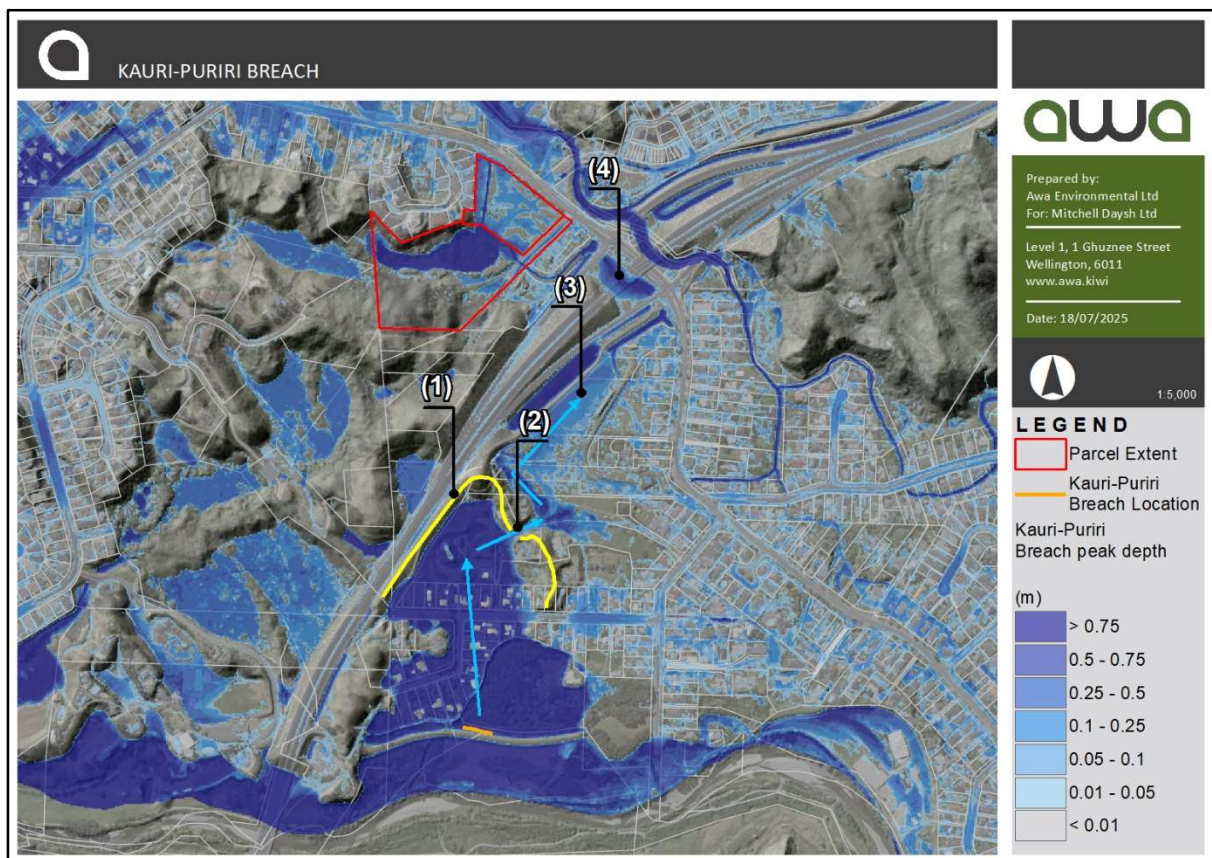 KAURI-PURIRI BREACH
(1)
(2)
(3)
(4)
awa
Prepared by:
Awa Environmental Ltd
For: Mitchell Daysh Ltd
Level 1, 1 Ghuznee Street
Wellington, 6011
www.awa.kiwi
Date: 18/07/2025
1:5,000
LEGEND
Parcel Extent
Kauri-Puriri
Breach Location
Kauri-Puriri
Breach peak depth
(m)
> 0.75
0.5 - 0.75
0.25 - 0.5
0.1 - 0.25
0.05 - 0.1
0.01 - 0.05
< 0.01